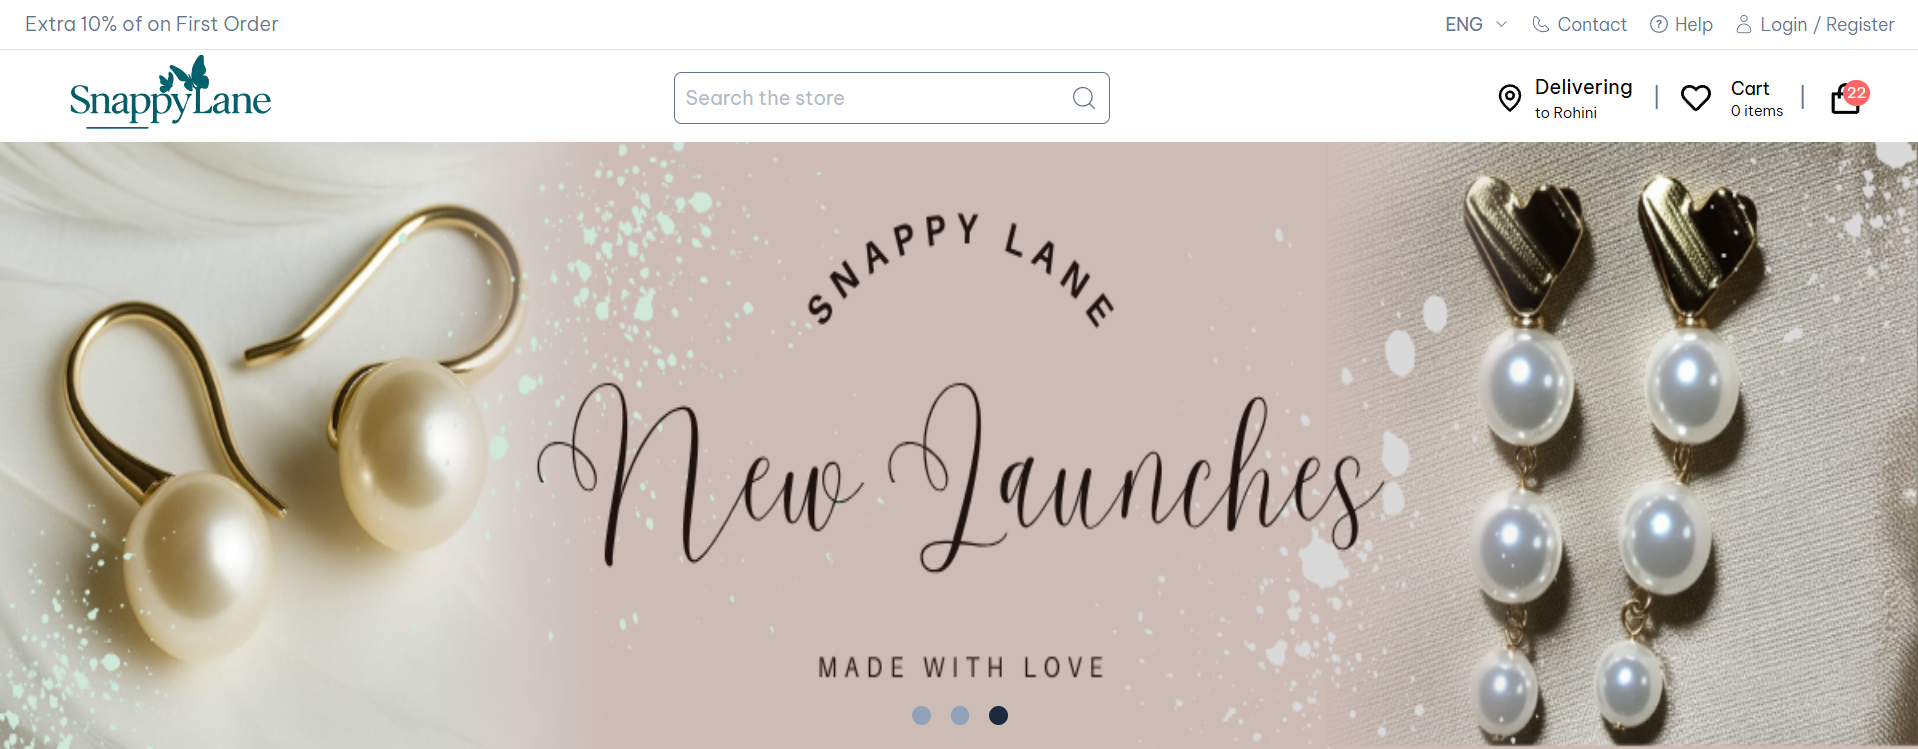 Extra 10% of on First Order
ENG
Contact
Help
Login / Register
SnappyLane
Search the store
Delivering
to Rohini
Cart
0 items
22
SNAPPY LANE
New Launches
MADE WITH LOVE